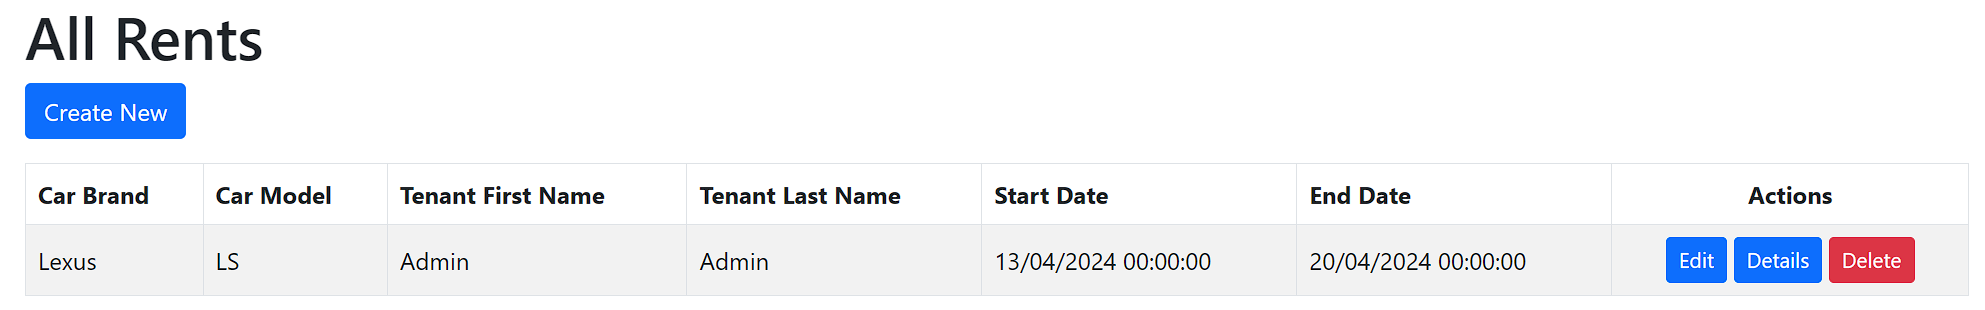 All Rents
Create New
Car Brand Car Model Tenant First Name Tenant Last Name Start Date End Date Actions
Lexus LS Admin Admin 13/04/2024 00:00:00 20/04/2024 00:00:00 Edit Details Delete